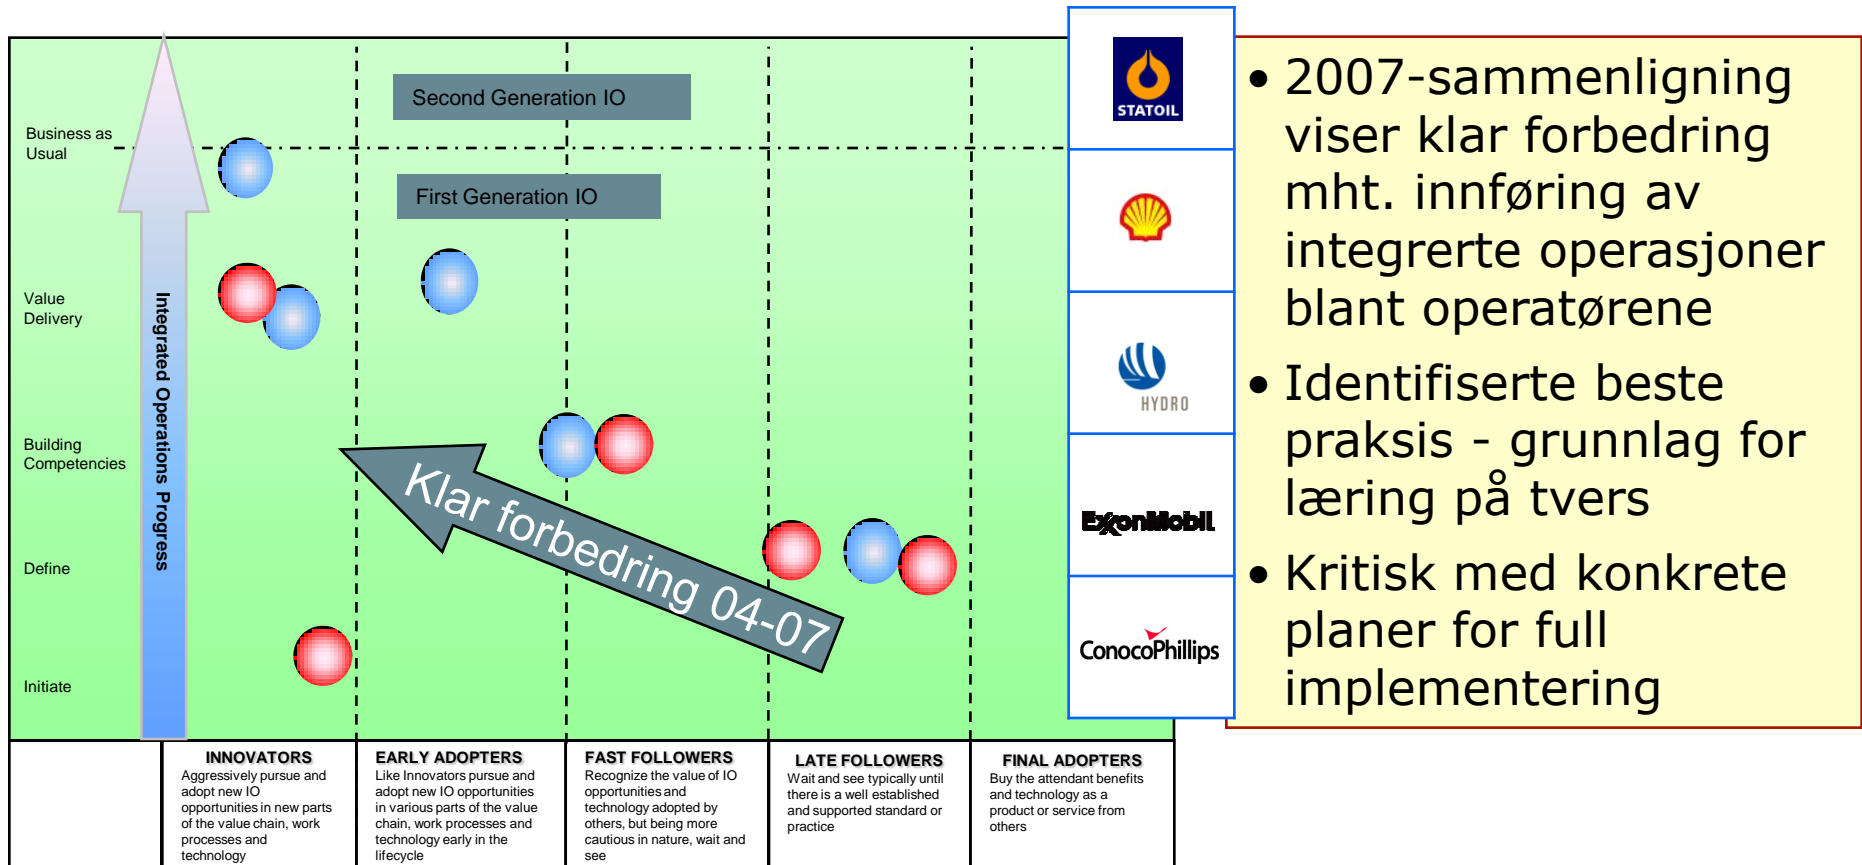 Second Generation IO
Business as
Usual
First Generation IO
Value
Delivery
Building
Competencies
Define
Initiate
Integrated Operations Progress
Klar forbedring 04-07
STATOIL
HYDRO
ExxonMobil
ConocoPhillips
• 2007-sammenligning
viser klar forbedring
mht. innføring av
integrerte operasjoner
blant operatørene
• Identifiserte beste
praksis - grunnlag for
læring på tvers
• Kritisk med konkrete
planer for full
implementering
INNOVATORS
Aggressively pursue and
adopt new IO
opportunities in new parts
of the value chain, work
processes and
technology
EARLY ADOPTERS
Like Innovators pursue and
adopt new IO opportunities
in various parts of the value
chain, work processes and
technology early in the
lifecycle
FAST FOLLOWERS
Recognize the value of IO
opportunities and
technology adopted by
others, but being more
cautious in nature, wait and
see
LATE FOLLOWERS
Wait and see typically until
there is a well established
and supported standard or
practice
FINAL ADOPTERS
Buy the attendant benefits
and technology as a
product or service from
others